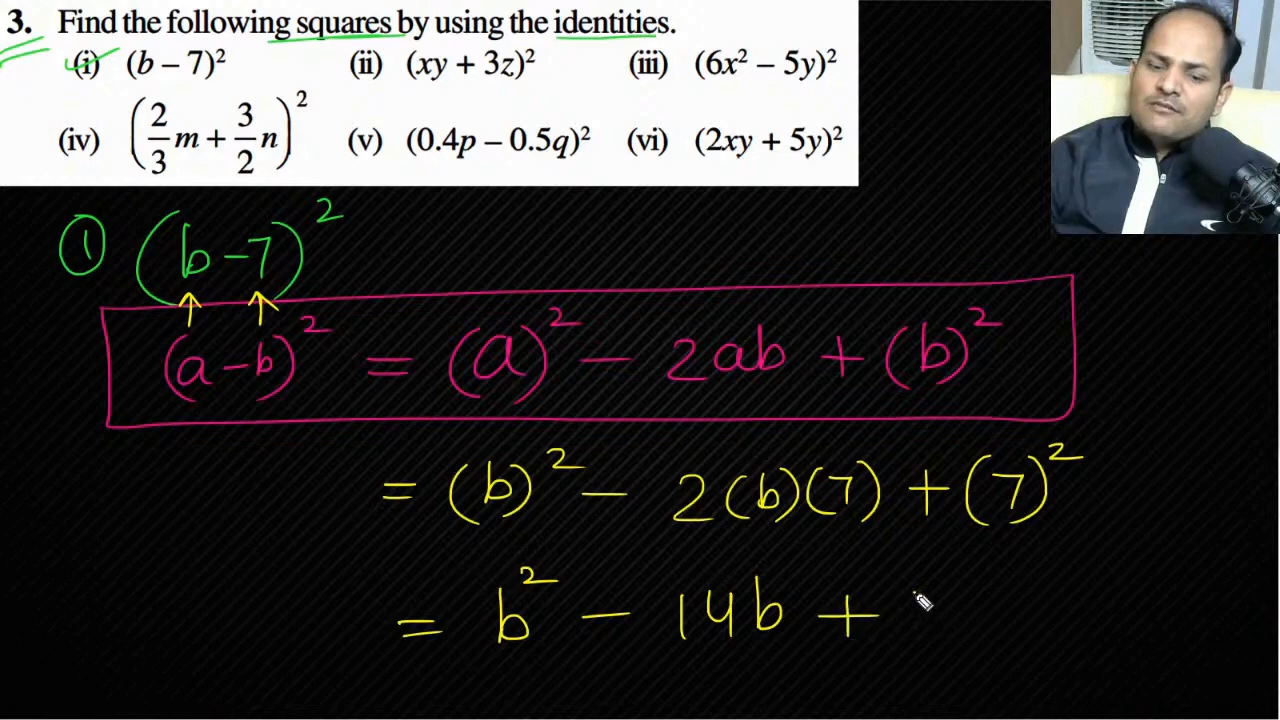 3. Find the following squares by using the identities.
(i) (b – 7)² (ii) (xy + 3z)² (iii) (6x² – 5y)²
(iv) (2/3 m + 3/2 n)² (v) (0.4p – 0.5q)² (vi) (2xy + 5y)²
① (b – 7)²
(a – b)² = (a)² – 2ab + (b)²
= (b)² – 2(b)(7) + (7)²
= b² – 14b +